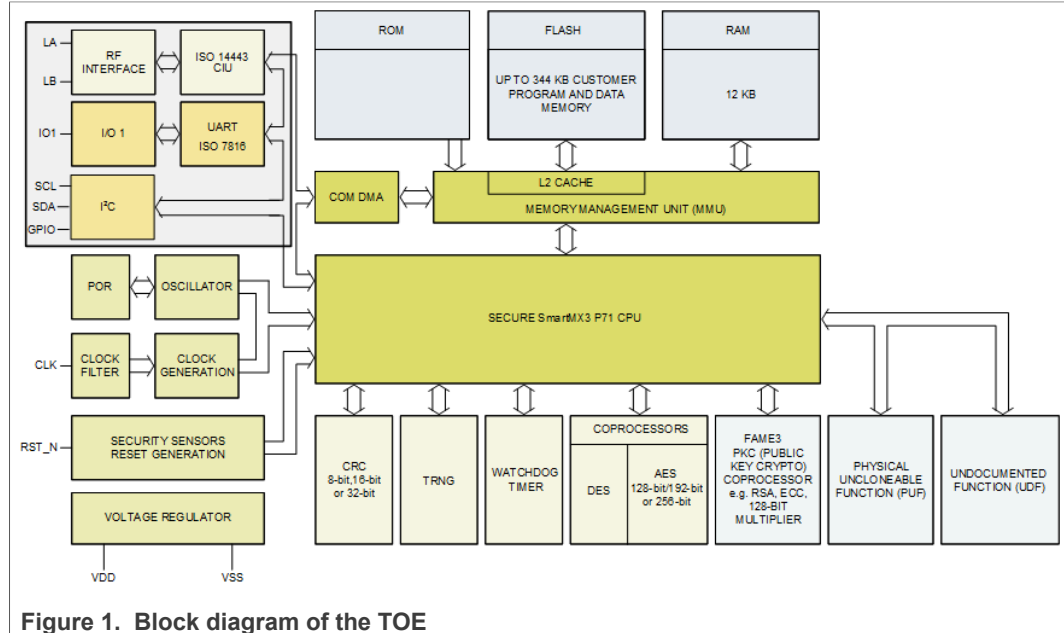 LA
LB
RF
INTERFACE
ISO 14443
CIU
IO1
I/O 1
UART
ISO 7816
SCL
SDA
GPIO
I²C
ROM
FLASH
UP TO 344 KB CUSTOMER
PROGRAM AND DATA
MEMORY
RAM
12 KB
COM DMA
L2 CACHE
MEMORY MANAGEMENT UNIT (MMU)
POR
OSCILLATOR
CLK
CLOCK
FILTER
CLOCK
GENERATION
SECURE SmartMX3 P71 CPU
RST_N
SECURITY SENSORS
RESET GENERATION
VOLTAGE REGULATOR
VDD
VSS
CRC
8-bit,16-bit
or 32-bit
TRNG
WATCHDOG
TIMER
COPROCESSORS
DES
AES
128-bit/192-bit
or 256-bit
FAME3
PKC (PUBLIC
KEY CRYPTO)
COPROCESSOR
e.g. RSA, ECC,
128-BIT
MULTIPLIER
PHYSICAL
UNCLONEABLE
FUNCTION (PUF)
UNDOCUMENTED
FUNCTION (UDF)
Figure 1. Block diagram of the TOE